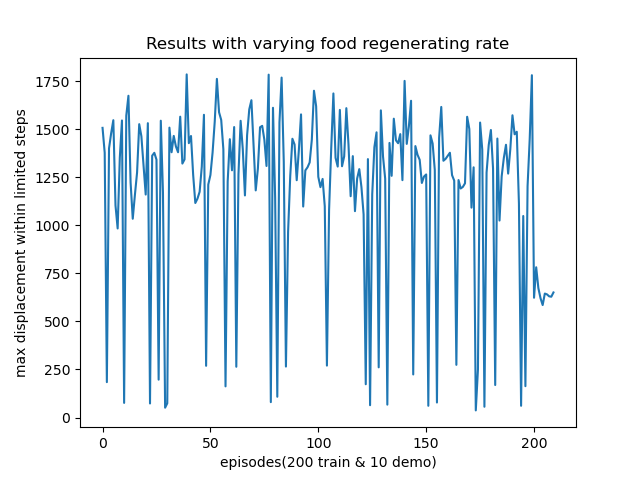 Results with varying food regenerating rate
max displacement within limited steps
1750
1500
1250
1000
750
500
250
0
0 50 100 150 200
episodes(200 train & 10 demo)